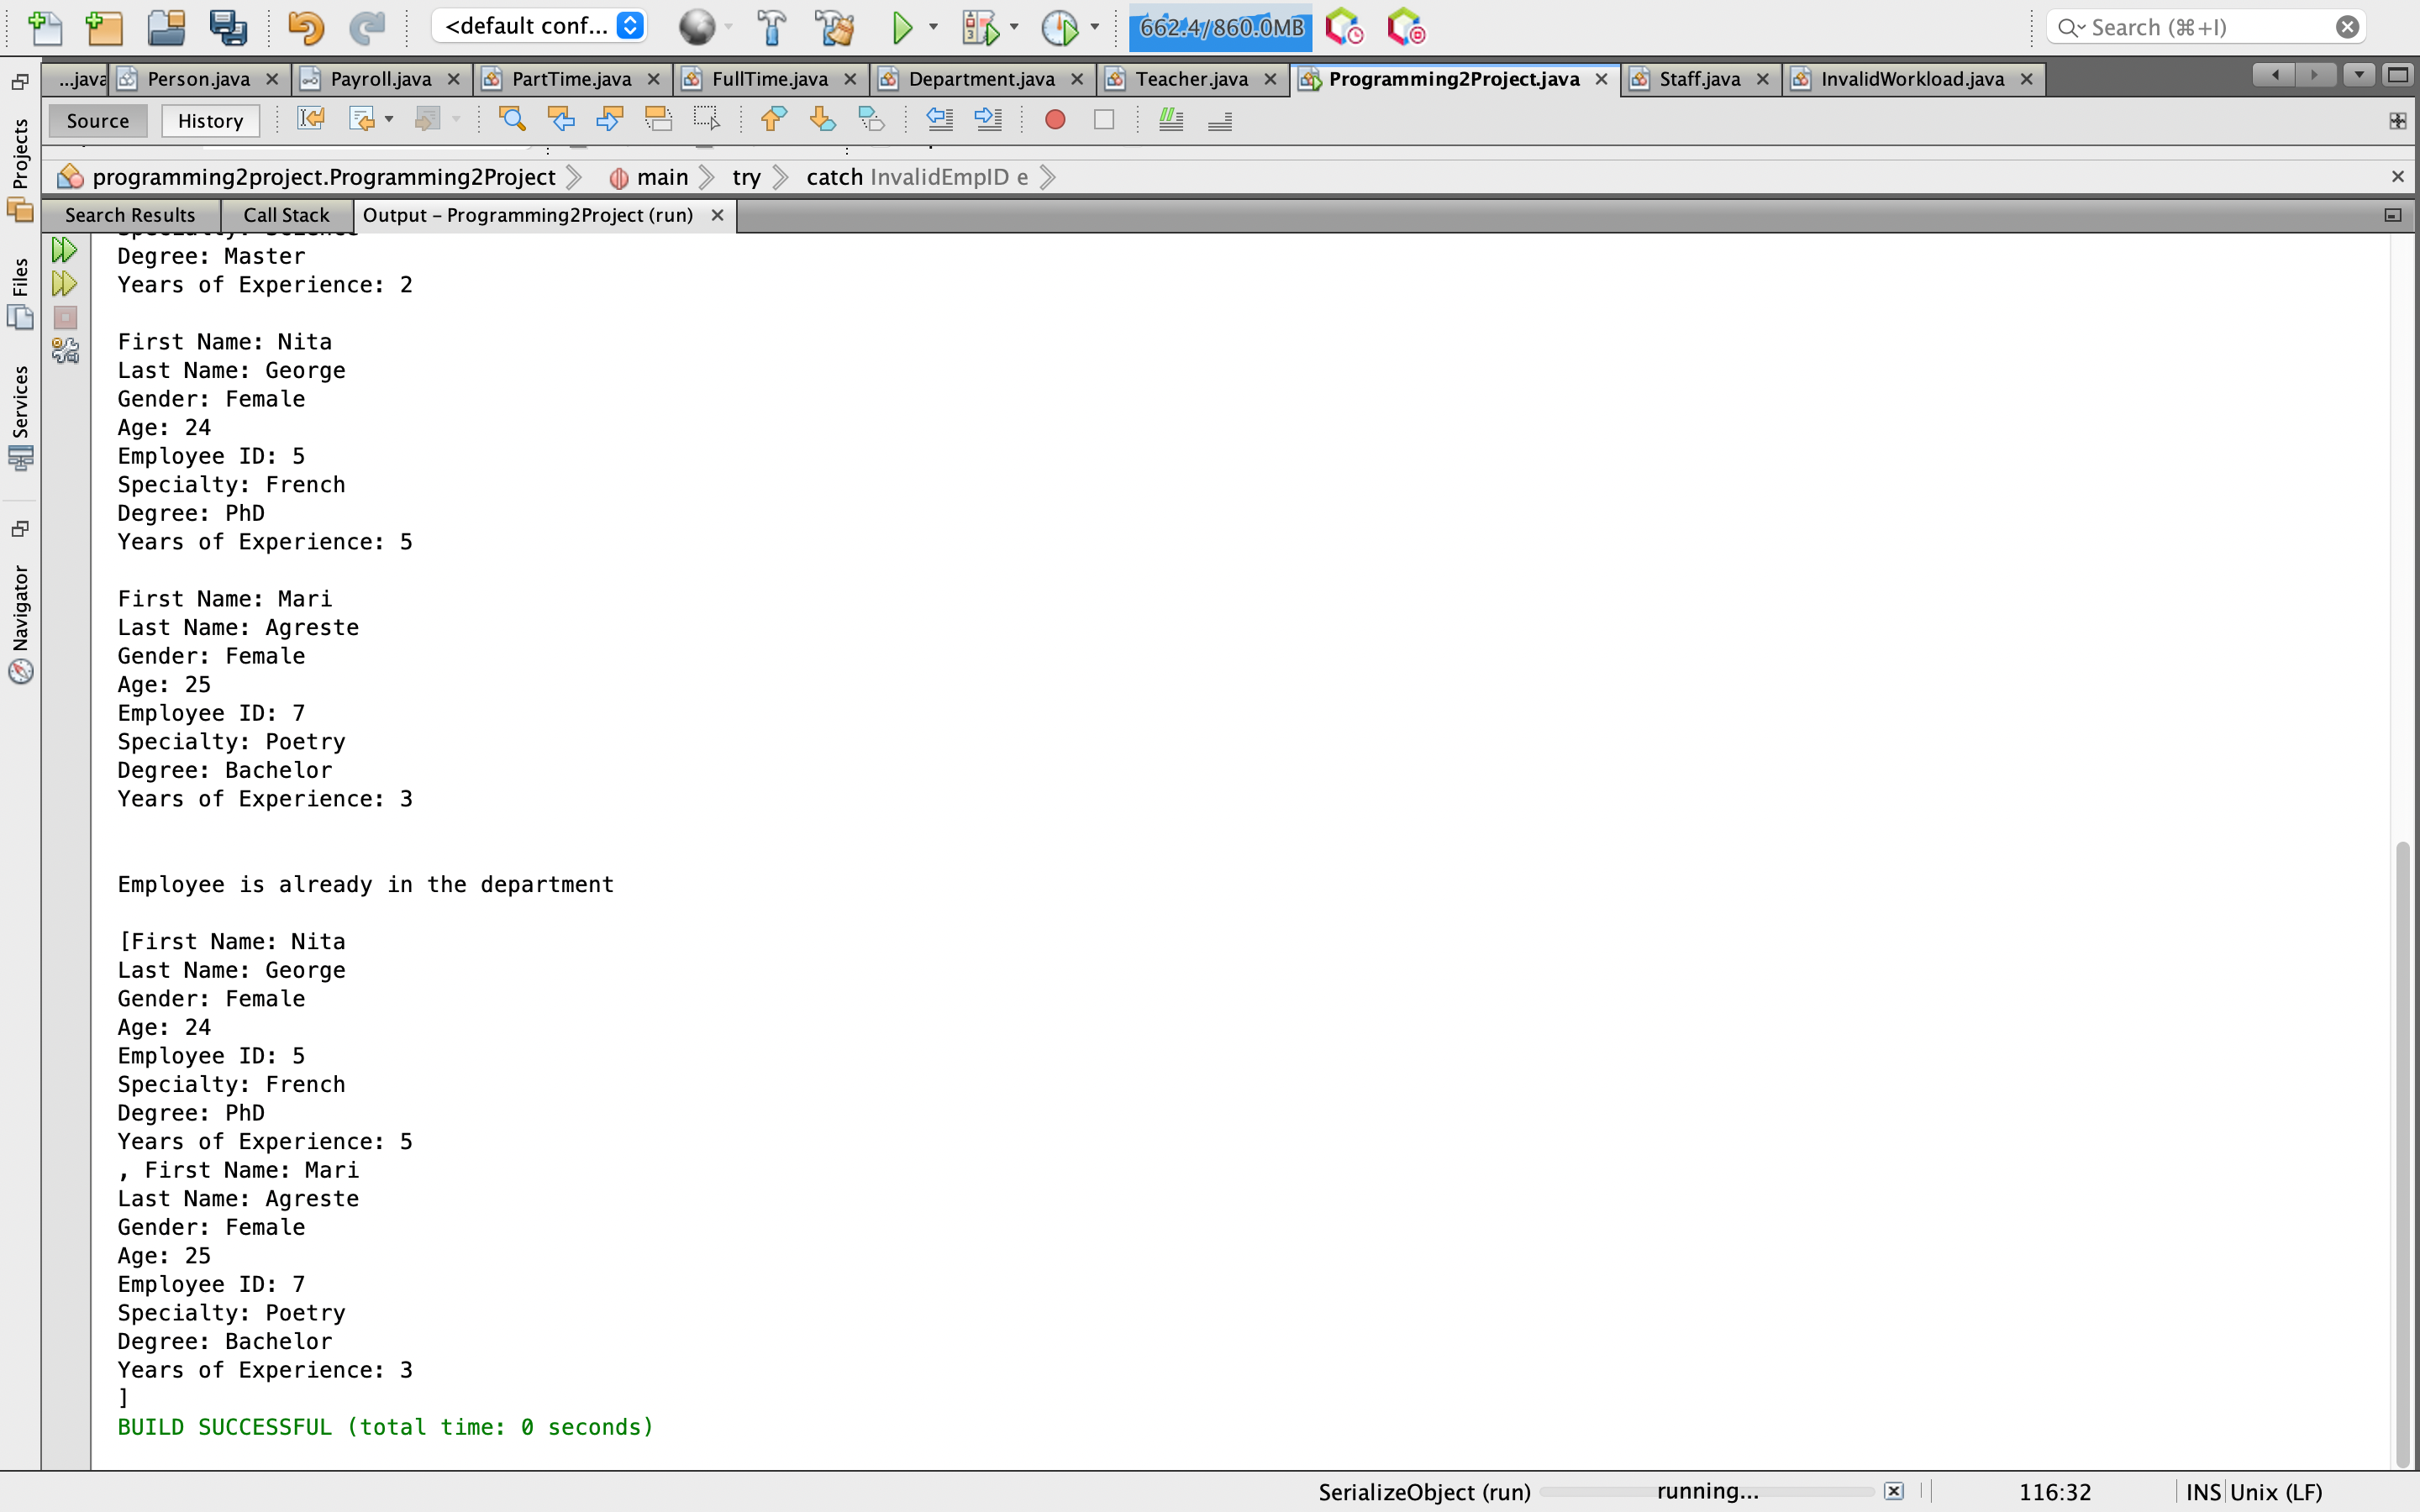 <default conf...
662.4/860.0MB
Search (⌘+I)
...java
Person.java
Payroll.java
PartTime.java
FullTime.java
Department.java
Teacher.java
Programming2Project.java
Staff.java
InvalidWorkload.java
Source
History
programming2project.Programming2Project
main
try
catch InvalidEmpID e
Search Results
Call Stack
Output – Programming2Project (run)
Projects
Files
Services
Navigator
Specialty: Science
Degree: Master
Years of Experience: 2
First Name: Nita
Last Name: George
Gender: Female
Age: 24
Employee ID: 5
Specialty: French
Degree: PhD
Years of Experience: 5
First Name: Mari
Last Name: Agreste
Gender: Female
Age: 25
Employee ID: 7
Specialty: Poetry
Degree: Bachelor
Years of Experience: 3
Employee is already in the department
[First Name: Nita
Last Name: George
Gender: Female
Age: 24
Employee ID: 5
Specialty: French
Degree: PhD
Years of Experience: 5
, First Name: Mari
Last Name: Agreste
Gender: Female
Age: 25
Employee ID: 7
Specialty: Poetry
Degree: Bachelor
Years of Experience: 3
]
BUILD SUCCESSFUL (total time: 0 seconds)
SerializeObject (run)
running...
116:32
INS
Unix (LF)